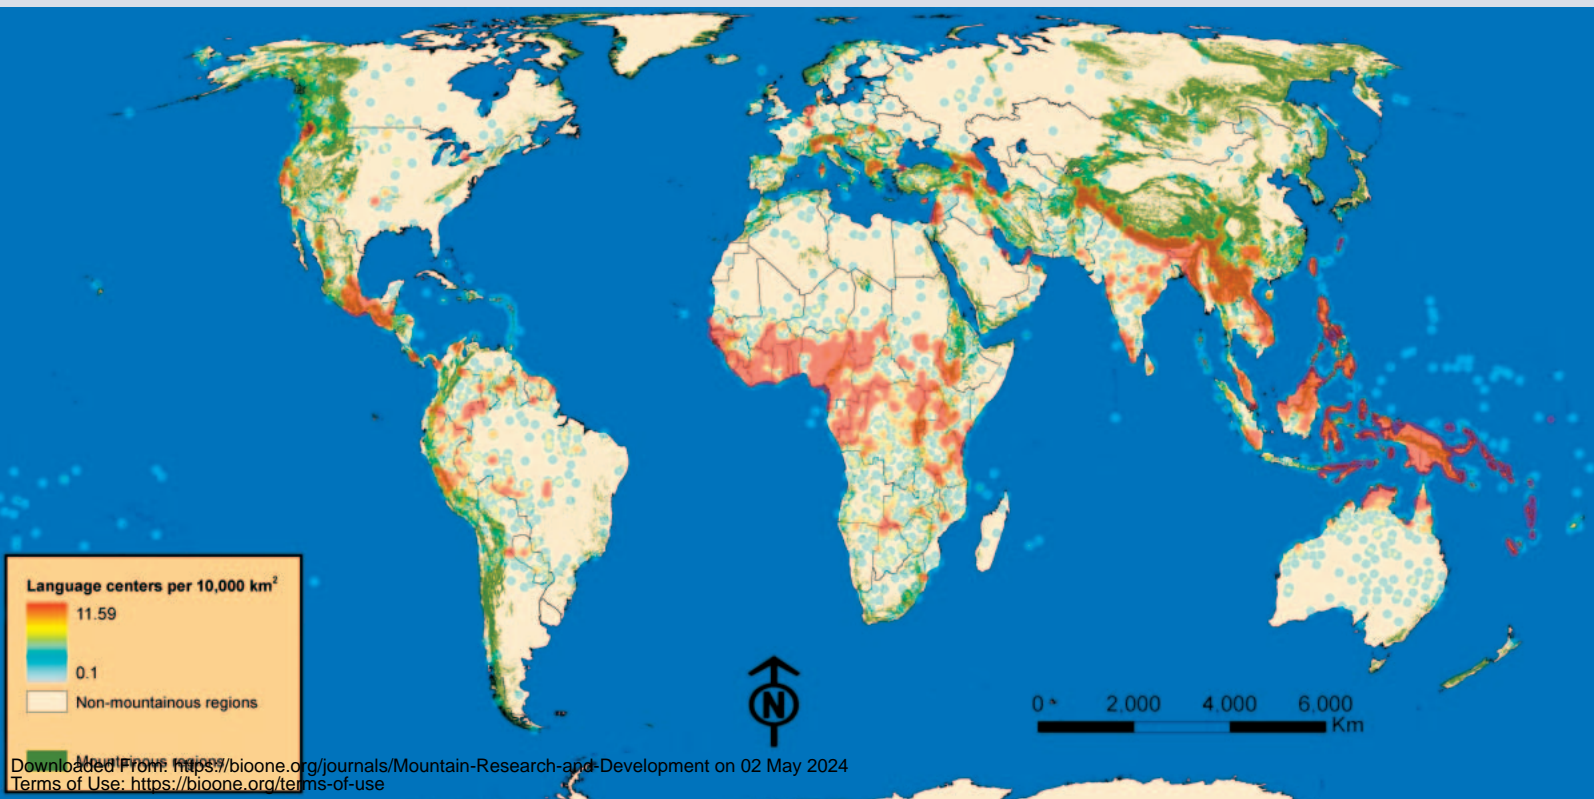 Language centers per 10,000 km²
11.59
0.1
Non-mountainous regions
Mountainous regions
N
0 2,000 4,000 6,000
Km
Downloaded From: https://bioone.org/journals/Mountain-Research-and-Development on 02 May 2024
Terms of Use: https://bioone.org/terms-of-use